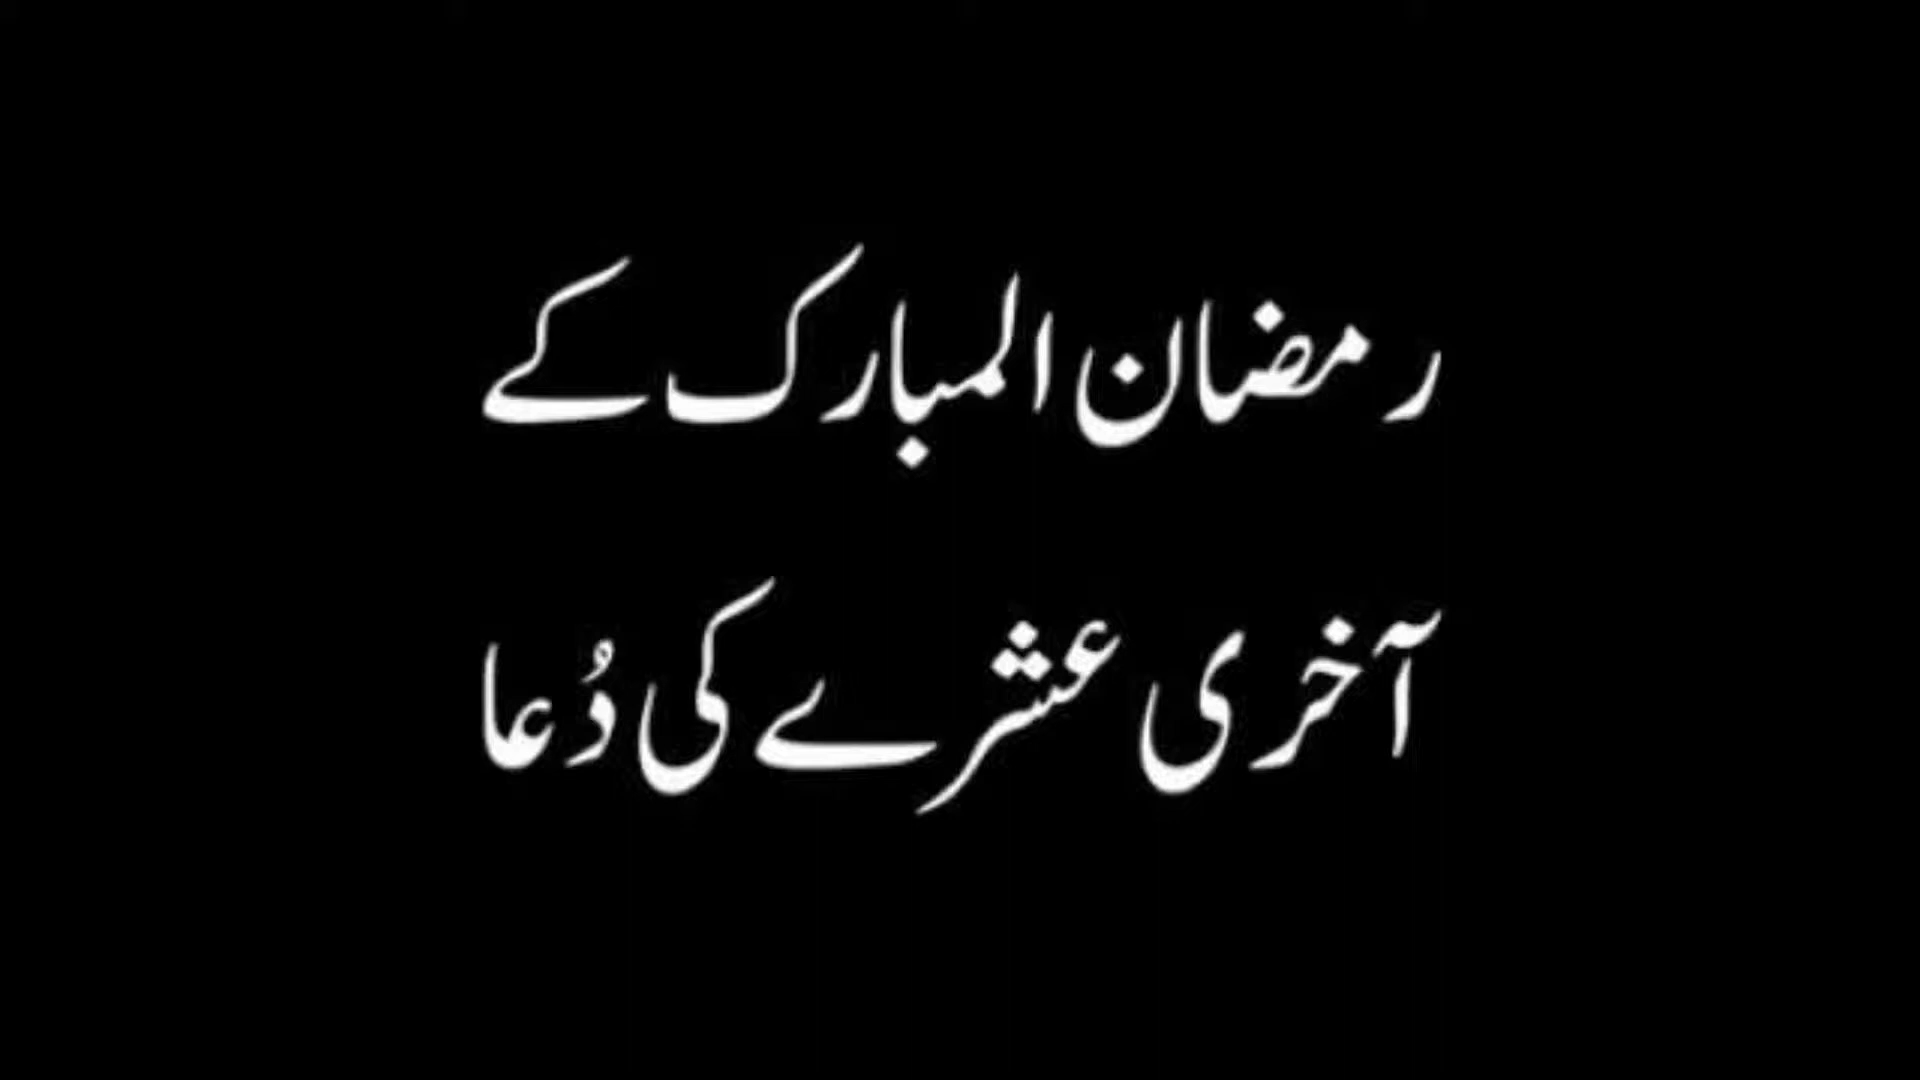 رمضان المبارک کے
آخری عشرے کی دُعا